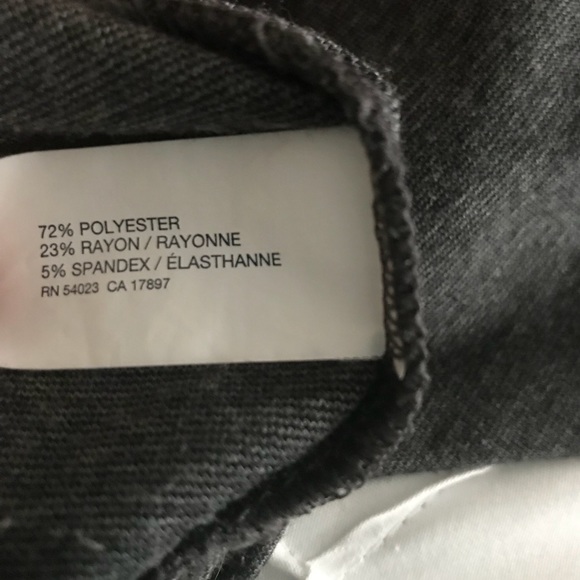 72% POLYESTER
23% RAYON / RAYONNE
5% SPANDEX / ÉLASTHANNE
RN 54023 CA 17897